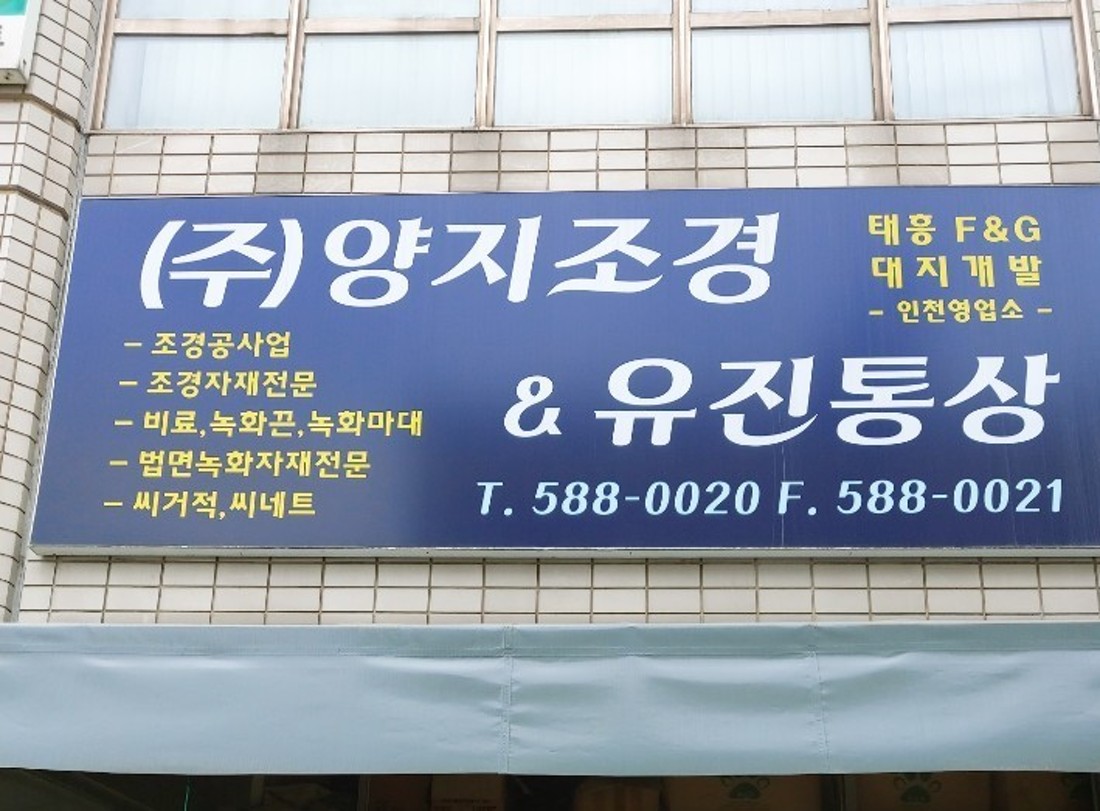 (주)양지조경
태흥 F&G
대지개발
- 인천영업소 -
- 조경공사업
- 조경자재전문
- 비료,녹화끈,녹화마대
- 법면녹화자재전문
- 씨거적,씨네트
& 유진통상
T. 588-0020 F. 588-0021